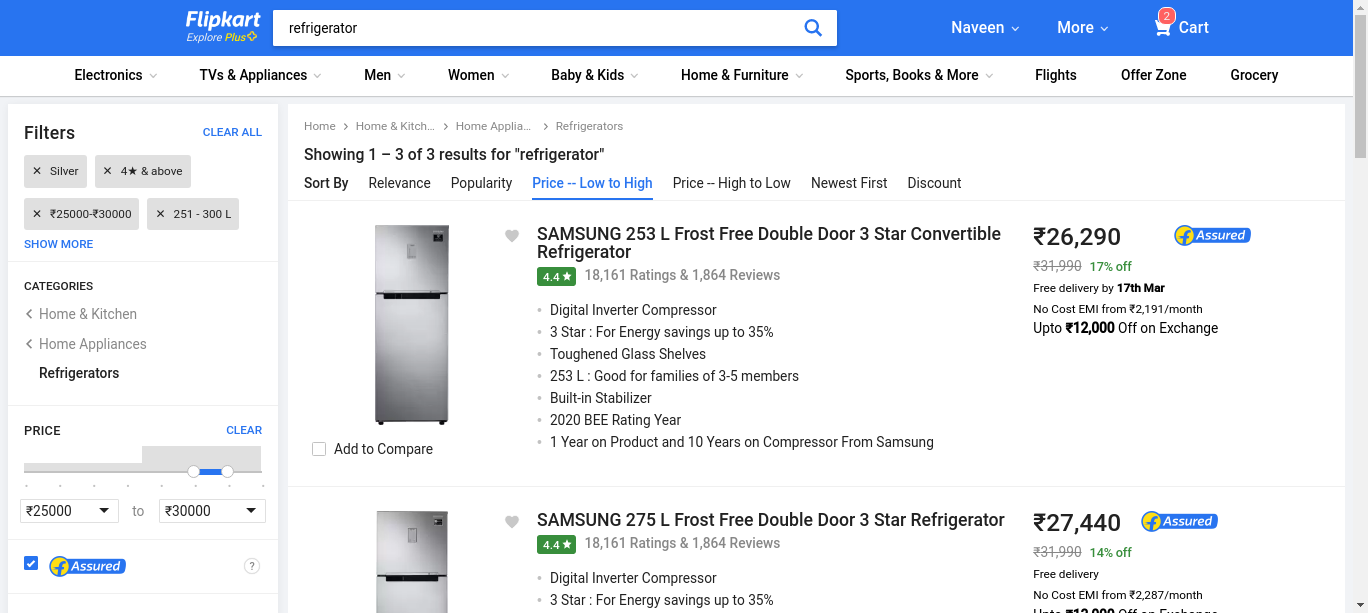 Flipkart
Explore Plus
refrigerator
Naveen
More
2
Cart
Electronics
TVs & Appliances
Men
Women
Baby & Kids
Home & Furniture
Sports, Books & More
Flights
Offer Zone
Grocery
Filters
CLEAR ALL
✕ Silver
✕ 4★ & above
✕ ₹25000-₹30000
✕ 251 - 300 L
SHOW MORE
CATEGORIES
Home & Kitchen
Home Appliances
Refrigerators
PRICE
CLEAR
₹25000
to
₹30000
Assured
?
Home > Home & Kitch... > Home Applia... > Refrigerators
Showing 1 – 3 of 3 results for "refrigerator"
Sort By
Relevance
Popularity
Price -- Low to High
Price -- High to Low
Newest First
Discount
SAMSUNG 253 L Frost Free Double Door 3 Star Convertible
Refrigerator
4.4 ★ 18,161 Ratings & 1,864 Reviews
• Digital Inverter Compressor
• 3 Star : For Energy savings up to 35%
• Toughened Glass Shelves
• 253 L : Good for families of 3-5 members
• Built-in Stabilizer
• 2020 BEE Rating Year
• 1 Year on Product and 10 Years on Compressor From Samsung
Add to Compare
₹26,290
Assured
₹31,990 17% off
Free delivery by 17th Mar
No Cost EMI from ₹2,191/month
Upto ₹12,000 Off on Exchange
SAMSUNG 275 L Frost Free Double Door 3 Star Refrigerator
4.4 ★ 18,161 Ratings & 1,864 Reviews
• Digital Inverter Compressor
• 3 Star : For Energy savings up to 35%
₹27,440
Assured
₹31,990 14% off
Free delivery
No Cost EMI from ₹2,287/month
Upto ₹12,000 Off on Exchange